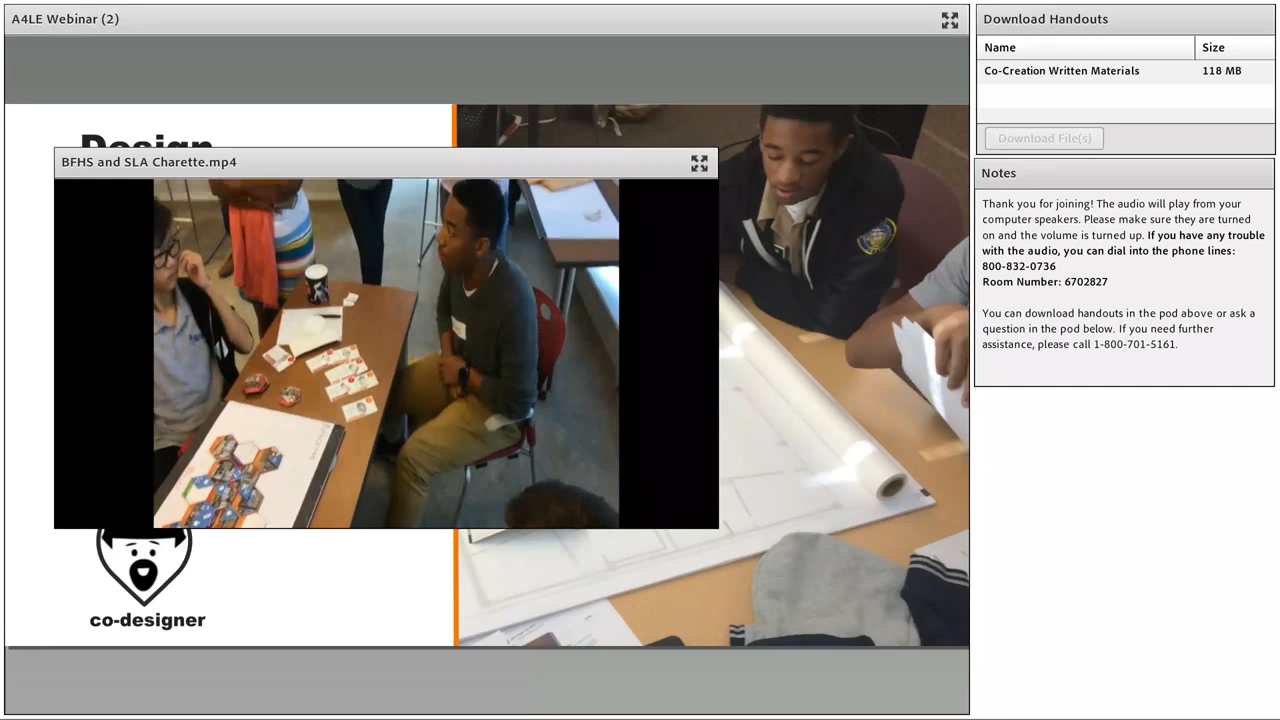 A4LE Webinar (2)
Design
BFHS and SLA Charette.mp4
co-designer
Download Handouts
Name Size
Co-Creation Written Materials 118 MB
Download File(s)
Notes
Thank you for joining! The audio will play from your
computer speakers. Please make sure they are turned
on and the volume is turned up. If you have any trouble
with the audio, you can dial into the phone lines:
800-832-0736
Room Number: 6702827
You can download handouts in the pod above or ask a
question in the pod below. If you need further
assistance, please call 1-800-701-5161.